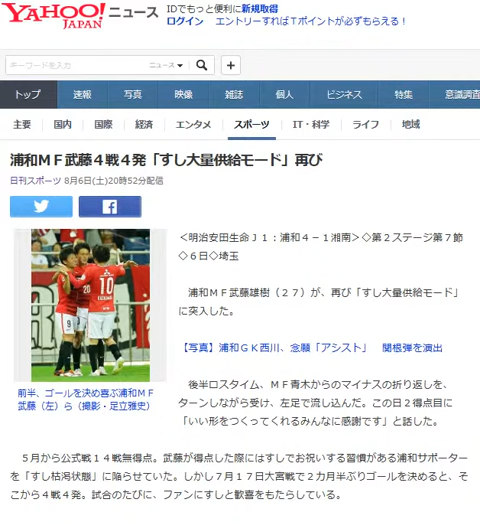 YAHOO! ニュース
JAPAN
IDでもっと便利に新規取得
ログイン エントリーすればTポイントが必ずもらえる！
キーワードを入力 ニュース
トップ 速報 写真 映像 雑誌 個人 ビジネス 特集 意識調査
主要 国内 国際 経済 エンタメ スポーツ IT・科学 ライフ 地域
浦和ＭＦ武藤４戦４発「すし大量供給モード」再び
日刊スポーツ 8月6日(土)20時52分配信
＜明治安田生命Ｊ１：浦和４－１湘南＞◇第２ステージ第７節
◇６日◇埼玉
浦和ＭＦ武藤雄樹（２７）が、再び「すし大量供給モード」
に突入した。
【写真】浦和ＧＫ西川、念願「アシスト」 関根弾を演出
後半ロスタイム、ＭＦ青木からのマイナスの折り返しを、
ターンしながら受け、左足で流し込んだ。この日２得点目に
「いい形をつくってくれるみんなに感謝です」と話した。
9
20
10
前半、ゴールを決め喜ぶ浦和ＭＦ
武藤（左）ら（撮影・足立雅史）
５月から公式戦１４戦無得点。武藤が得点した際にはすしでお祝いする習慣がある浦和サポーター
を「すし枯渇状態」に陥らせていた。しかし７月１７日大宮戦で２カ月半ぶりゴールを決めると、そ
こから４戦４発。試合のたびに、ファンにすしと歓喜をもたらしている。